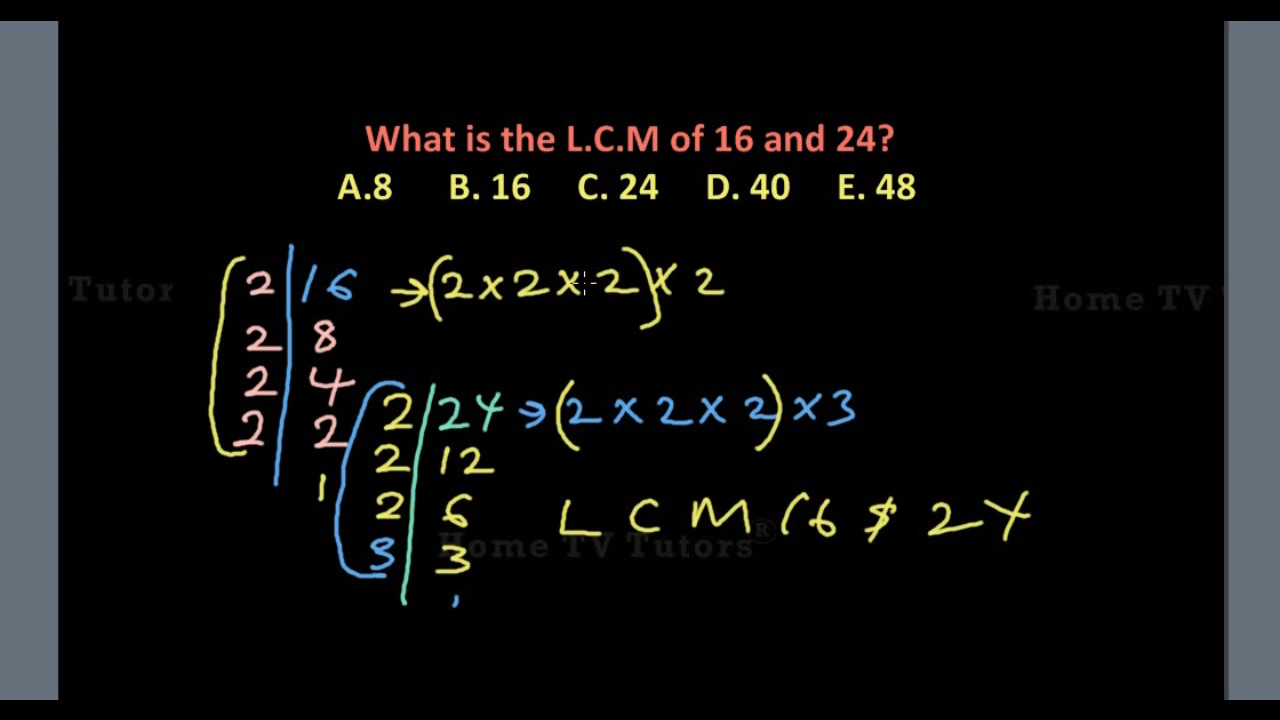 What is the L.C.M of 16 and 24?
A.8 B. 16 C. 24 D. 40 E. 48
Tutor
Home TV
2 | 16 → (2 × 2 × 2) × 2
2 | 8
2 | 4
2 | 2
1
2 | 24 → (2 × 2 × 2) × 3
2 | 12
2 | 6
3 | 3
1
LCM 16 & 24
Home TV Tutors®